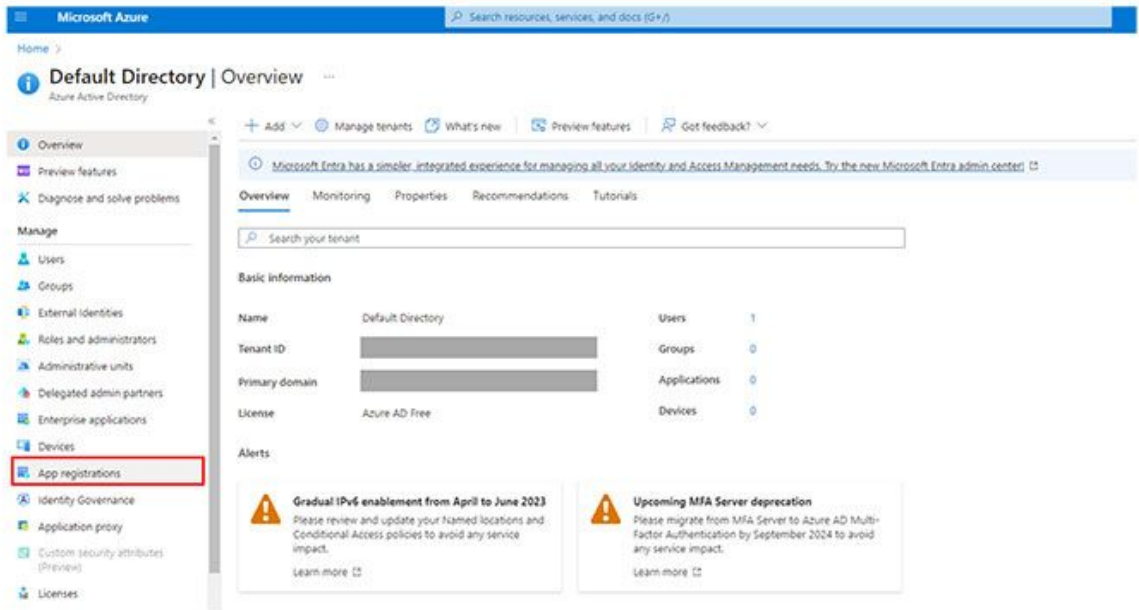 Microsoft Azure
Search resources, services, and docs (G+/)
Home >
Default Directory | Overview ...
Azure Active Directory
«
Overview
Preview features
Diagnose and solve problems
Manage
Users
Groups
External Identities
Roles and administrators
Administrative units
Delegated admin partners
Enterprise applications
Devices
App registrations
Identity Governance
Application proxy
Custom security attributes
(Preview)
Licenses
+ Add Manage tenants What's new Preview features Got feedback?
Microsoft Entra has a simpler, integrated experience for managing all your Identity and Access Management needs. Try the new Microsoft Entra admin center!
Overview Monitoring Properties Recommendations Tutorials
Search your tenant
Basic information
Name Default Directory Users 1
Tenant ID Groups 0
Primary domain Applications 0
License Azure AD Free Devices 0
Alerts
Gradual IPv6 enablement from April to June 2023
Please review and update your Named locations and
Conditional Access policies to avoid any service
impact.
Learn more
Upcoming MFA Server deprecation
Please migrate from MFA Server to Azure AD Multi-
Factor Authentication by September 2024 to avoid
any service impact.
Learn more